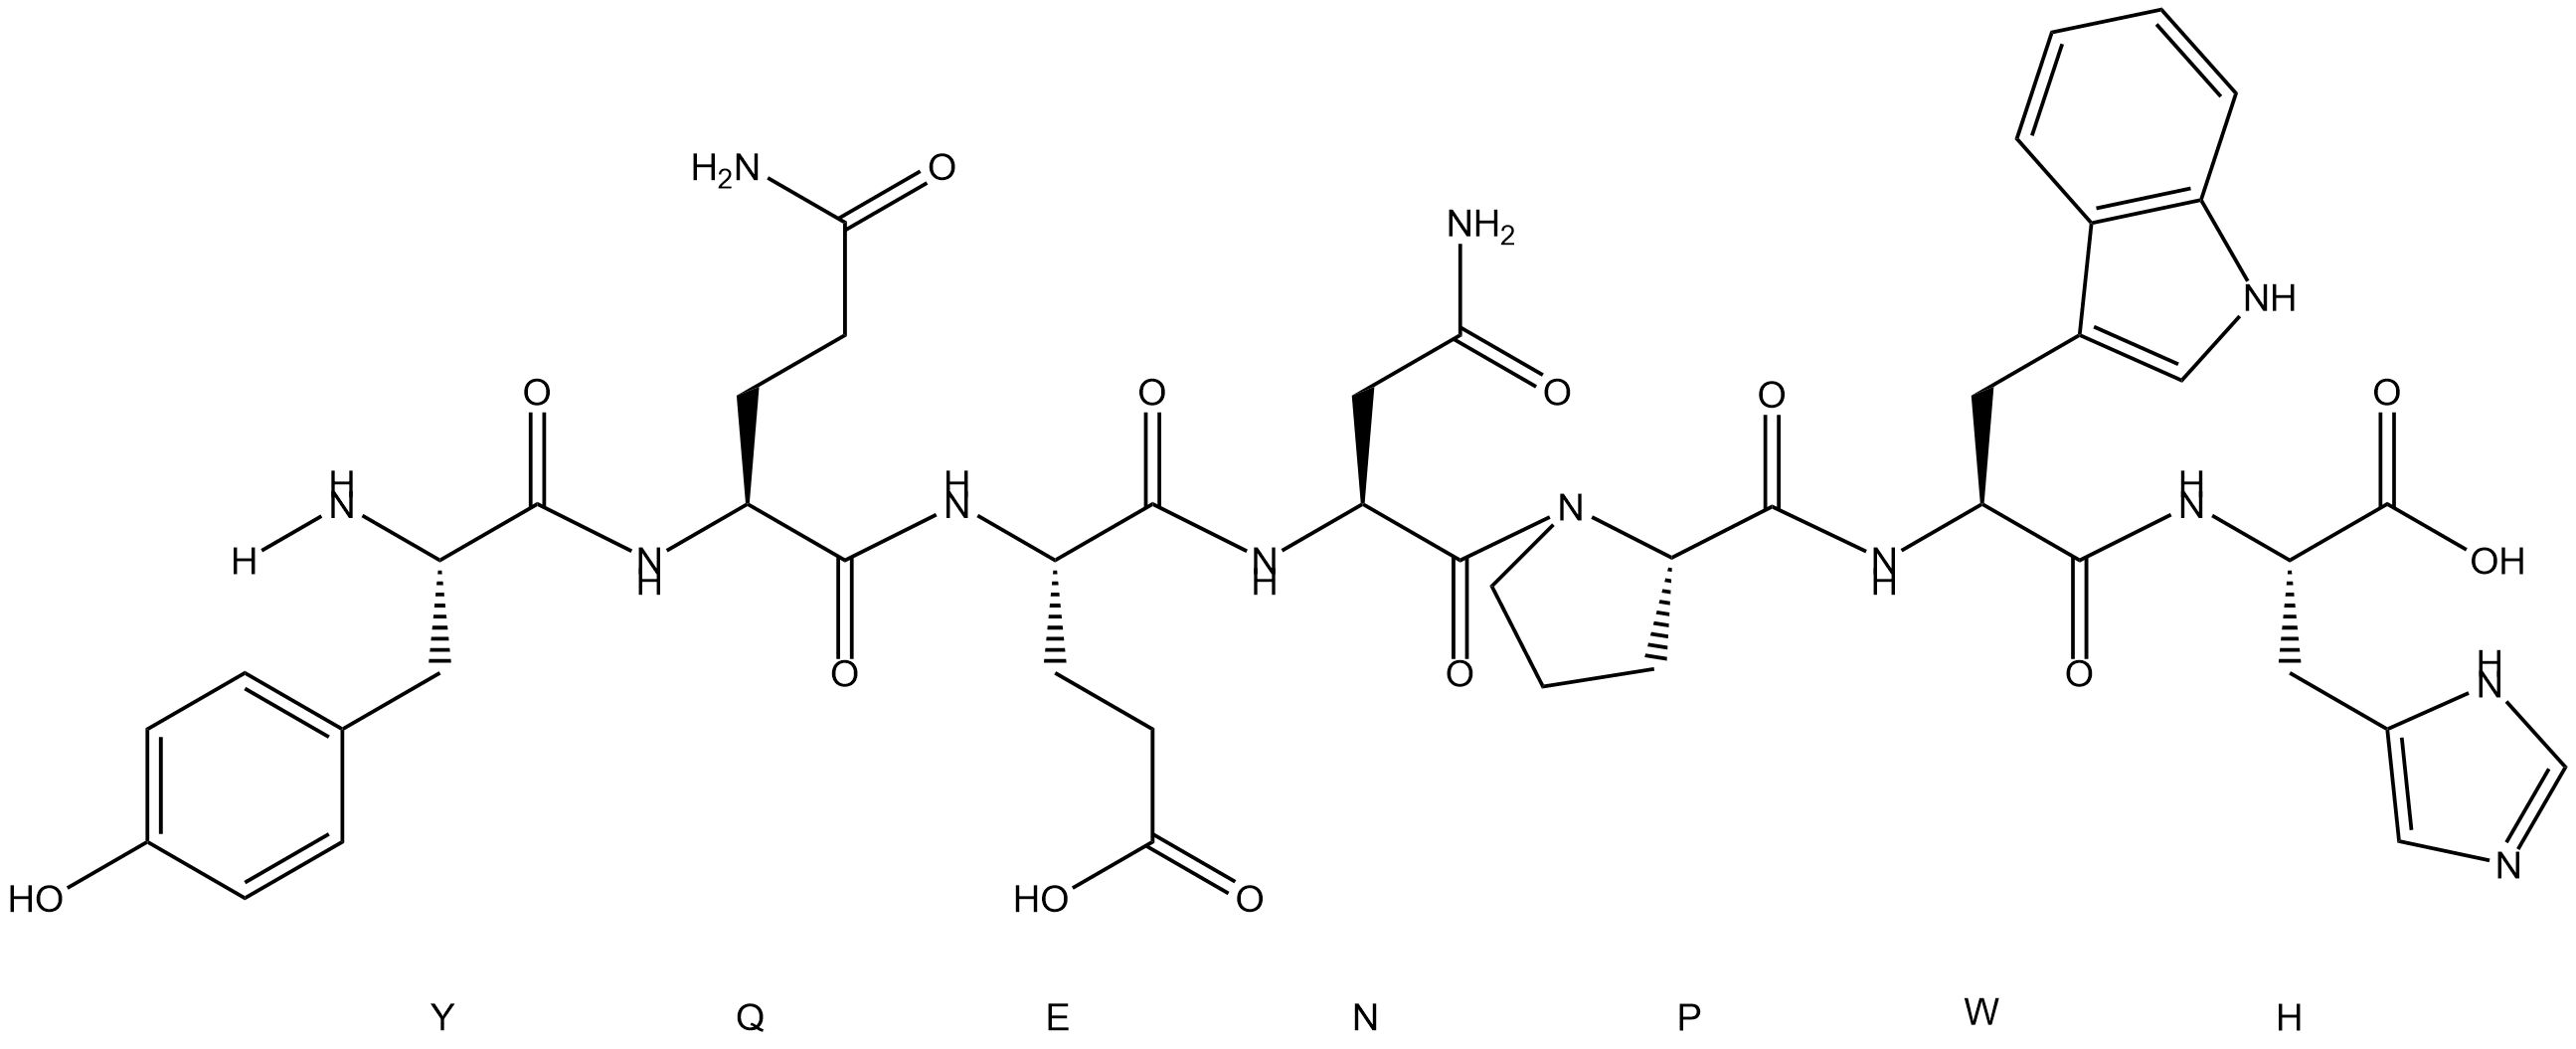 H₂N O
NH₂
NH
O O O O O
H
N H
N H
N
H N
H N
H N N
H OH
O O O H
N
HO HO O N
Y Q E N P W H